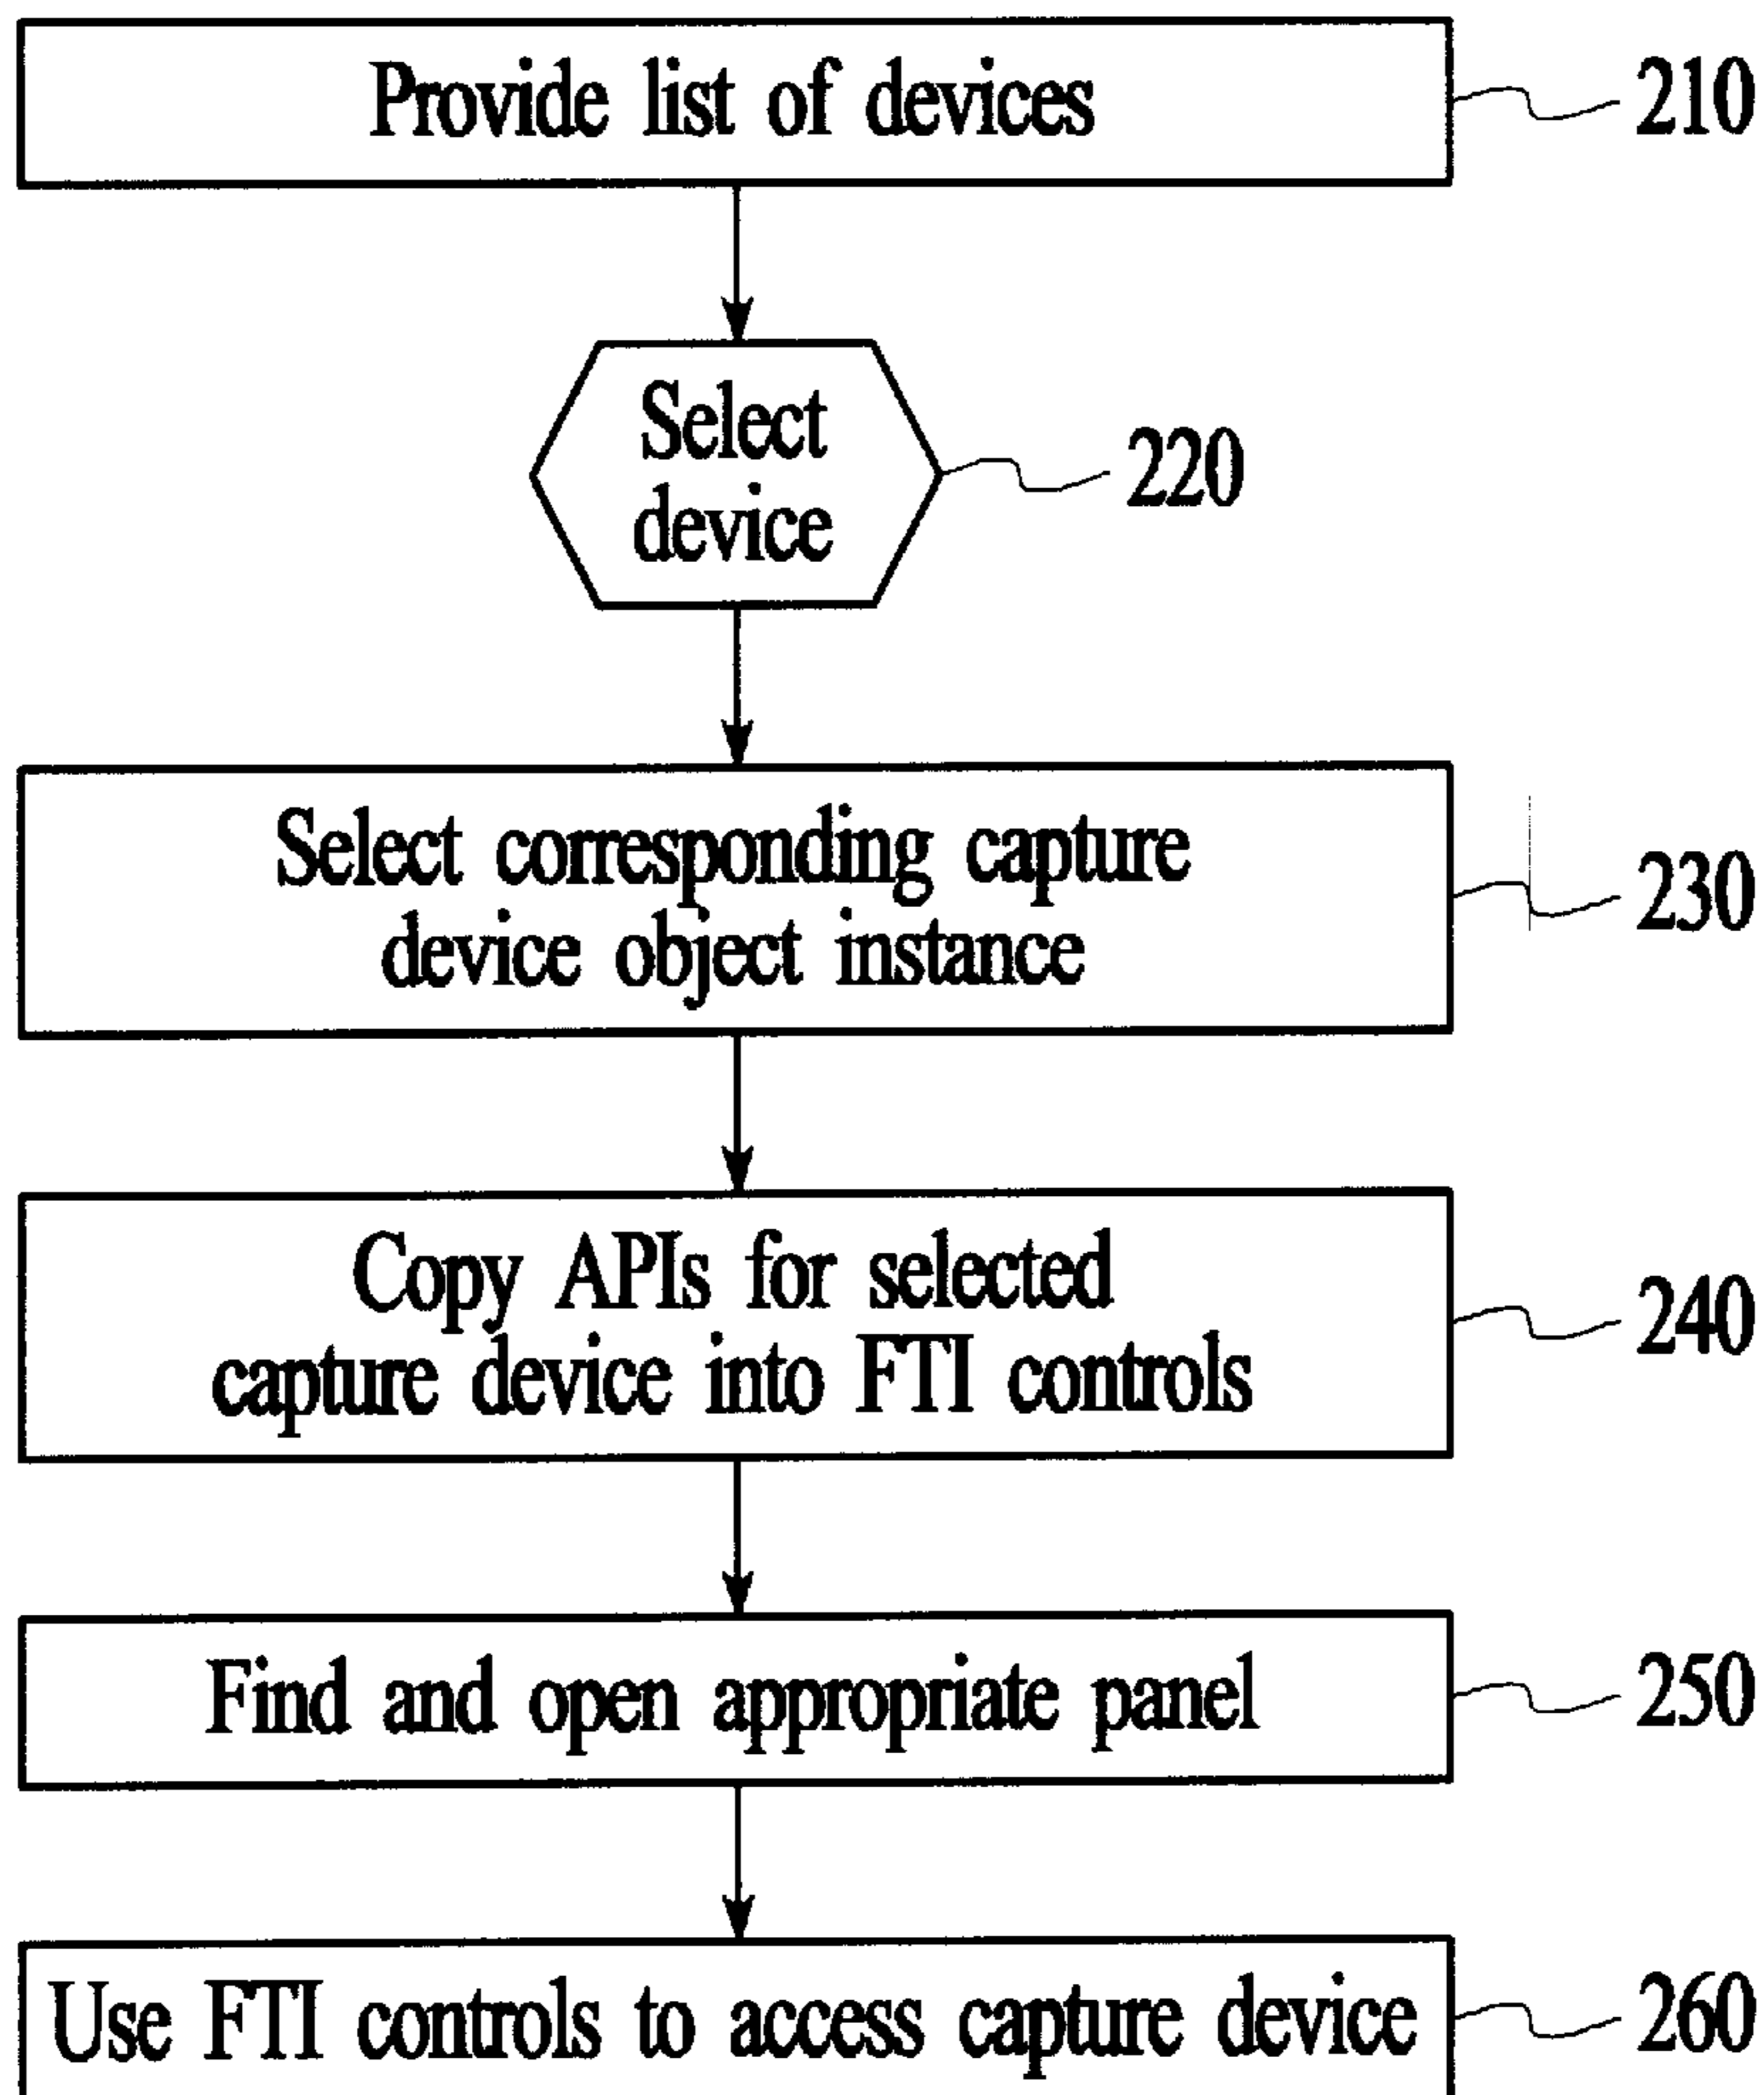 Provide list of devices
210
Select
device
220
Select corresponding capture
device object instance
230
Copy APIs for selected
capture device into FTI controls
240
Find and open appropriate panel
250
Use FTI controls to access capture device
260